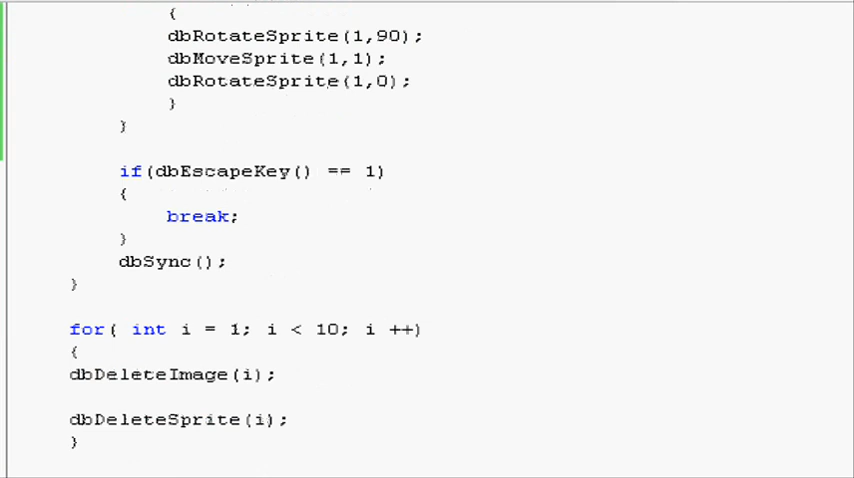 {
dbRotateSprite(1,90);
dbMoveSprite(1,1);
dbRotateSprite(1,0);
}
}
if(dbEscapeKey() == 1)
{
break;
}
dbSync();
}
for( int i = 1; i < 10; i ++)
{
dbDeleteImage(i);
dbDeleteSprite(i);
}